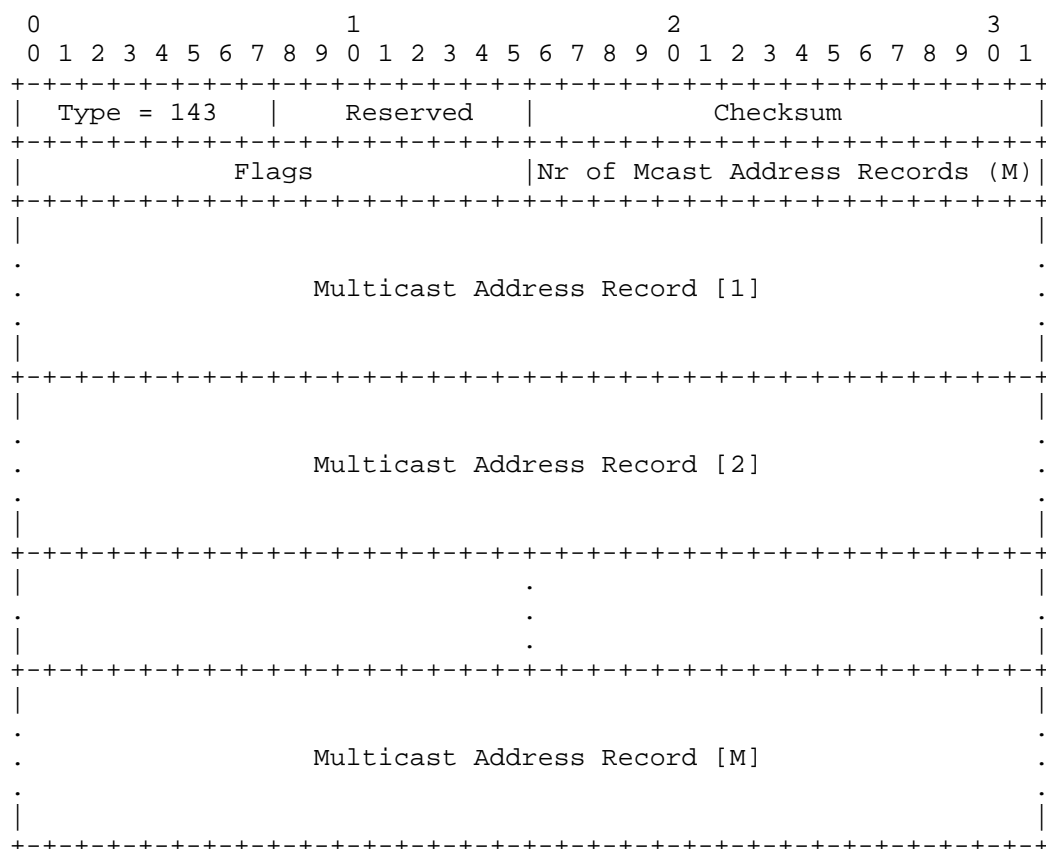 0                   1                   2                   3
 0 1 2 3 4 5 6 7 8 9 0 1 2 3 4 5 6 7 8 9 0 1 2 3 4 5 6 7 8 9 0 1
+-+-+-+-+-+-+-+-+-+-+-+-+-+-+-+-+-+-+-+-+-+-+-+-+-+-+-+-+-+-+-+-+
|  Type = 143   |    Reserved   |           Checksum            |
+-+-+-+-+-+-+-+-+-+-+-+-+-+-+-+-+-+-+-+-+-+-+-+-+-+-+-+-+-+-+-+-+
|             Flags             |Nr of Mcast Address Records (M)|
+-+-+-+-+-+-+-+-+-+-+-+-+-+-+-+-+-+-+-+-+-+-+-+-+-+-+-+-+-+-+-+-+
|                                                               |
.                                                               .
.                  Multicast Address Record [1]                 .
.                                                               .
|                                                               |
+-+-+-+-+-+-+-+-+-+-+-+-+-+-+-+-+-+-+-+-+-+-+-+-+-+-+-+-+-+-+-+-+
|                                                               |
.                                                               .
.                  Multicast Address Record [2]                 .
.                                                               .
|                                                               |
+-+-+-+-+-+-+-+-+-+-+-+-+-+-+-+-+-+-+-+-+-+-+-+-+-+-+-+-+-+-+-+-+
|                               .                               |
.                               .                               .
|                               .                               |
+-+-+-+-+-+-+-+-+-+-+-+-+-+-+-+-+-+-+-+-+-+-+-+-+-+-+-+-+-+-+-+-+
|                                                               |
.                                                               .
.                  Multicast Address Record [M]                 .
.                                                               .
|                                                               |
+-+-+-+-+-+-+-+-+-+-+-+-+-+-+-+-+-+-+-+-+-+-+-+-+-+-+-+-+-+-+-+-+